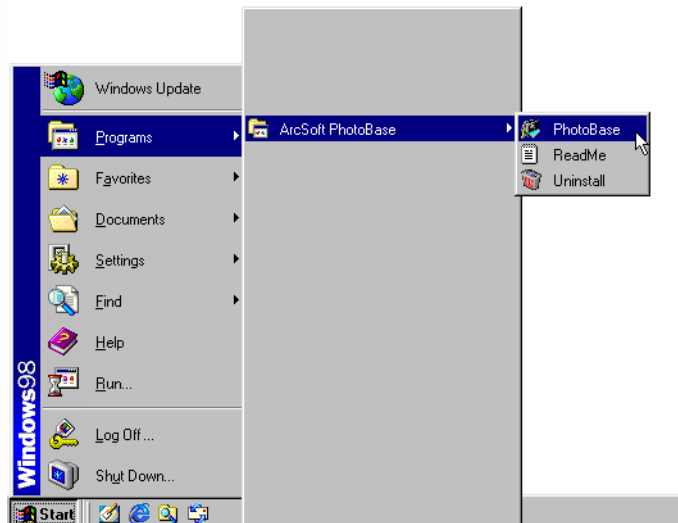 Windows Update
Programs
Favorites
Documents
Settings
Find
Help
Run...
Log Off...
Shut Down...
Windows98
Start
ArcSoft PhotoBase
PhotoBase
ReadMe
Uninstall